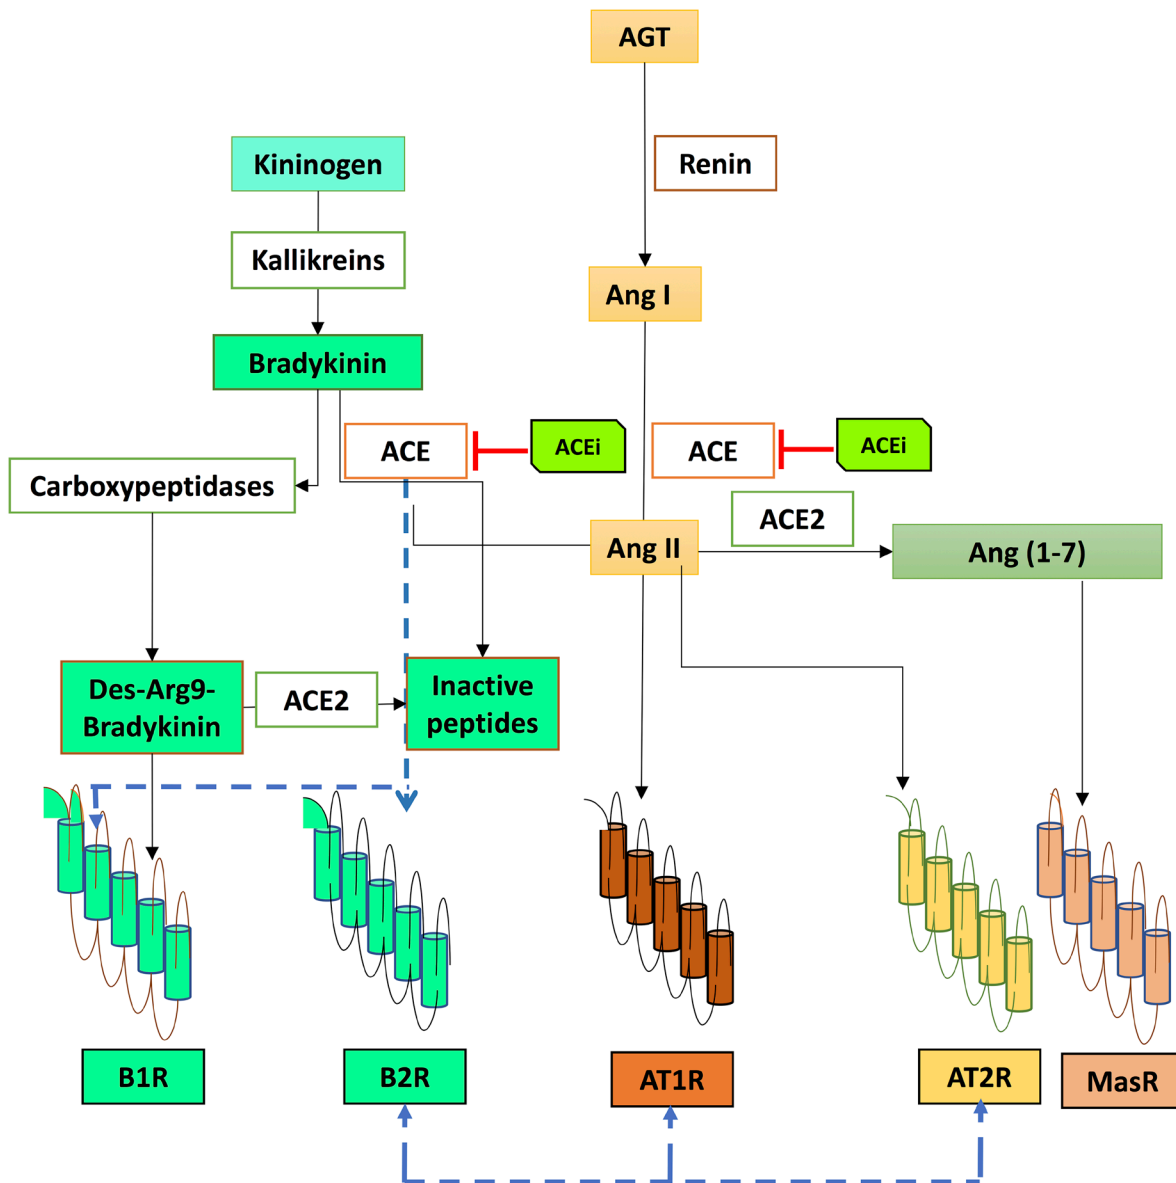 AGT
Renin
Kininogen
Kallikreins
Ang I
Bradykinin
ACE
ACEi
ACE
ACEi
Carboxypeptidases
ACE2
Ang II
Ang (1-7)
Des-Arg9-
Bradykinin
ACE2
Inactive
peptides
B1R
B2R
AT1R
AT2R
MasR